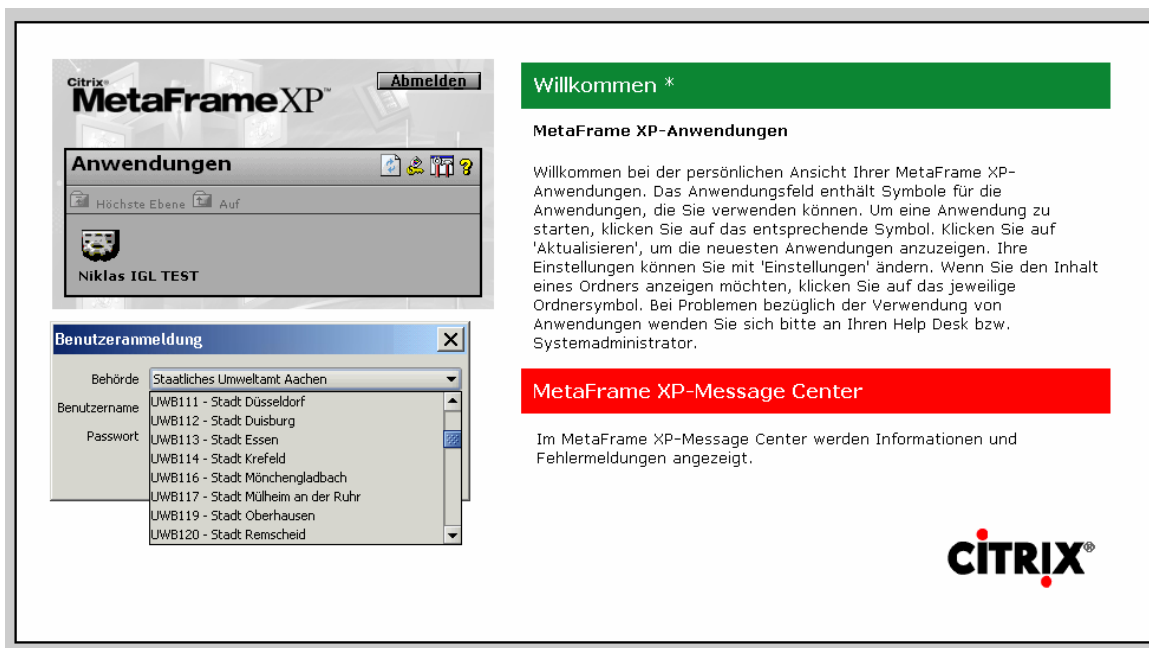 Citrix®
MetaFrameXP™
Abmelden
Anwendungen
Höchste Ebene Auf
Niklas IGL TEST
Benutzeranmeldung
Behörde Staatliches Umweltamt Aachen
Benutzername
Passwort
UWB111 - Stadt Düsseldorf
UWB112 - Stadt Duisburg
UWB113 - Stadt Essen
UWB114 - Stadt Krefeld
UWB116 - Stadt Mönchengladbach
UWB117 - Stadt Mülheim an der Ruhr
UWB119 - Stadt Oberhausen
UWB120 - Stadt Remscheid
Willkommen *
MetaFrame XP-Anwendungen
Willkommen bei der persönlichen Ansicht Ihrer MetaFrame XP-
Anwendungen. Das Anwendungsfeld enthält Symbole für die
Anwendungen, die Sie verwenden können. Um eine Anwendung zu
starten, klicken Sie auf das entsprechende Symbol. Klicken Sie auf
'Aktualisieren', um die neuesten Anwendungen anzuzeigen. Ihre
Einstellungen können Sie mit 'Einstellungen' ändern. Wenn Sie den Inhalt
eines Ordners anzeigen möchten, klicken Sie auf das jeweilige
Ordnersymbol. Bei Problemen bezüglich der Verwendung von
Anwendungen wenden Sie sich bitte an Ihren Help Desk bzw.
Systemadministrator.
MetaFrame XP-Message Center
Im MetaFrame XP-Message Center werden Informationen und
Fehlermeldungen angezeigt.
CITRIX®